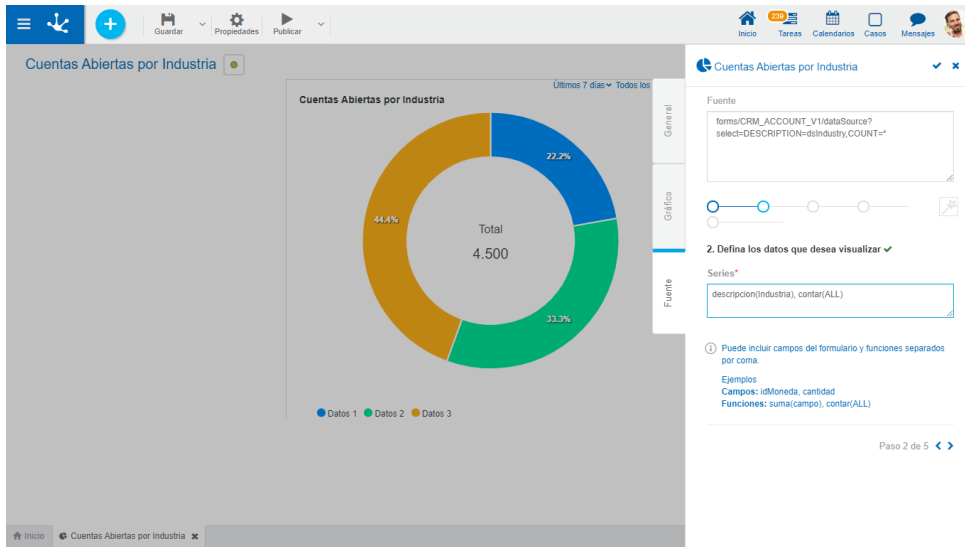 Guardar
Propiedades
Publicar
Inicio
239
Tareas
Calendarios
Casos
Mensajes
Cuentas Abiertas por Industria
Últimos 7 días Todos los
Cuentas Abiertas por Industria
22.2%
44.4%
33.3%
Total
4.500
Datos 1 Datos 2 Datos 3
General
Gráfico
Fuente
Cuentas Abiertas por Industria
Fuente
forms/CRM_ACCOUNT_V1/dataSource?
select=DESCRIPTION=dsIndustry,COUNT=*
2. Defina los datos que desea visualizar
Series*
descripcion(Industria), contar(ALL)
Puede incluir campos del formulario y funciones separados
por coma.
Ejemplos
Campos: idMoneda, cantidad
Funciones: suma(campo), contar(ALL)
Paso 2 de 5
Inicio
Cuentas Abiertas por Industria